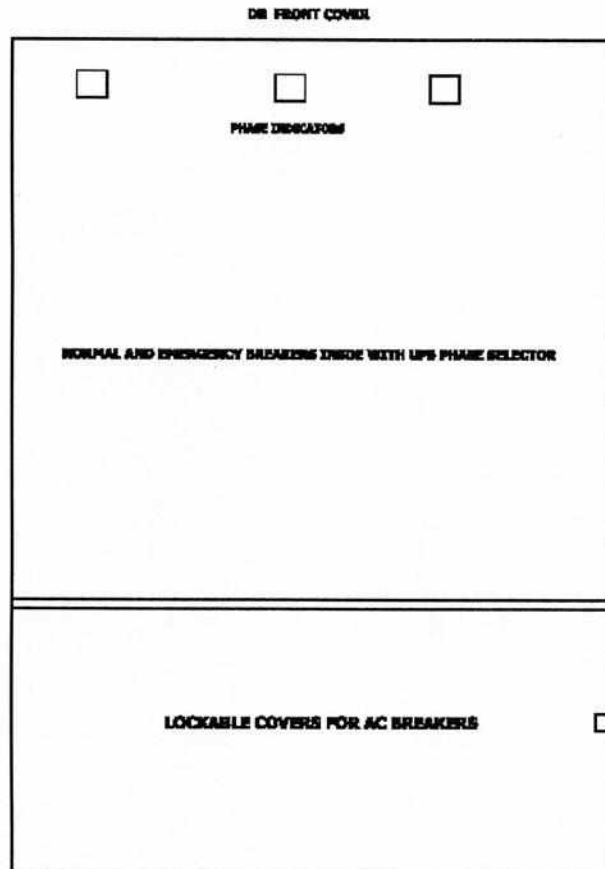 DB FRONT COVER
PHASE INDICATORS
NORMAL AND EMERGENCY BREAKERS INSIDE WITH UPS PHASE SELECTOR
LOCKABLE COVERS FOR AC BREAKERS